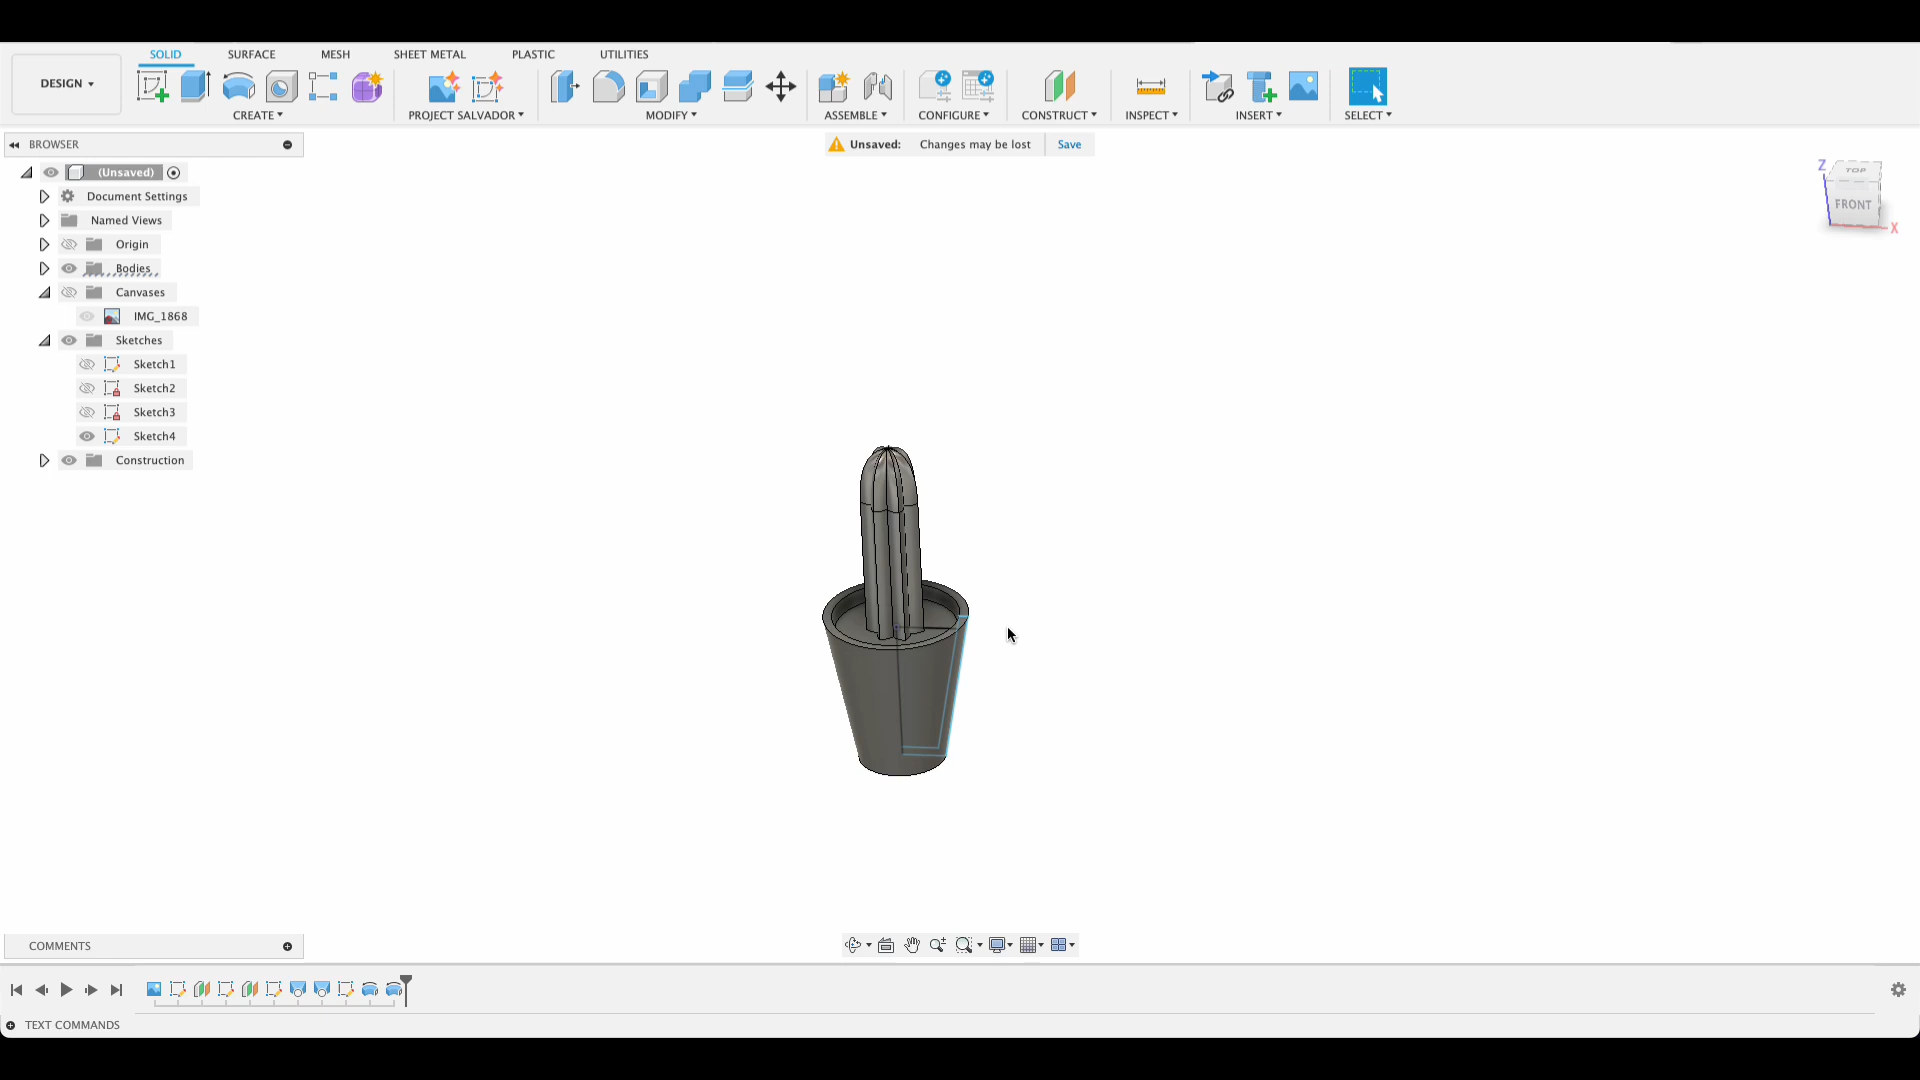 SOLID SURFACE MESH SHEET METAL PLASTIC UTILITIES
DESIGN
CREATE PROJECT SALVADOR MODIFY ASSEMBLE CONFIGURE CONSTRUCT INSPECT INSERT SELECT
BROWSER
Unsaved: Changes may be lost Save
(Unsaved)
Document Settings
Named Views
Origin
Bodies
Canvases
IMG_1868
Sketches
Sketch1
Sketch2
Sketch3
Sketch4
Construction
Z
TOP
FRONT
X
COMMENTS
TEXT COMMANDS